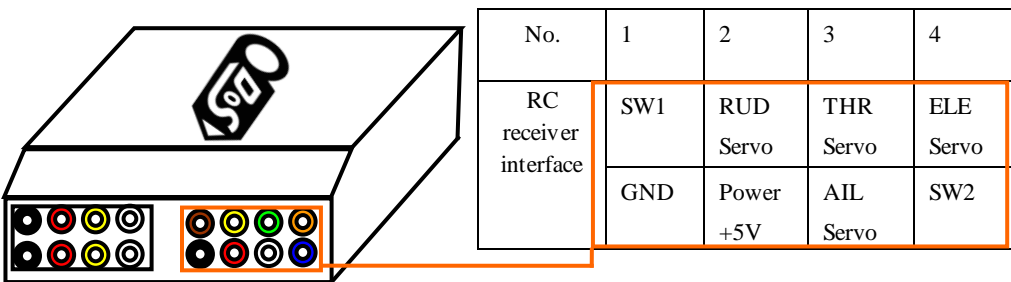 No. 1 2 3 4
RC receiver interface
SW1 RUD Servo THR Servo ELE Servo
GND Power +5V AIL Servo SW2